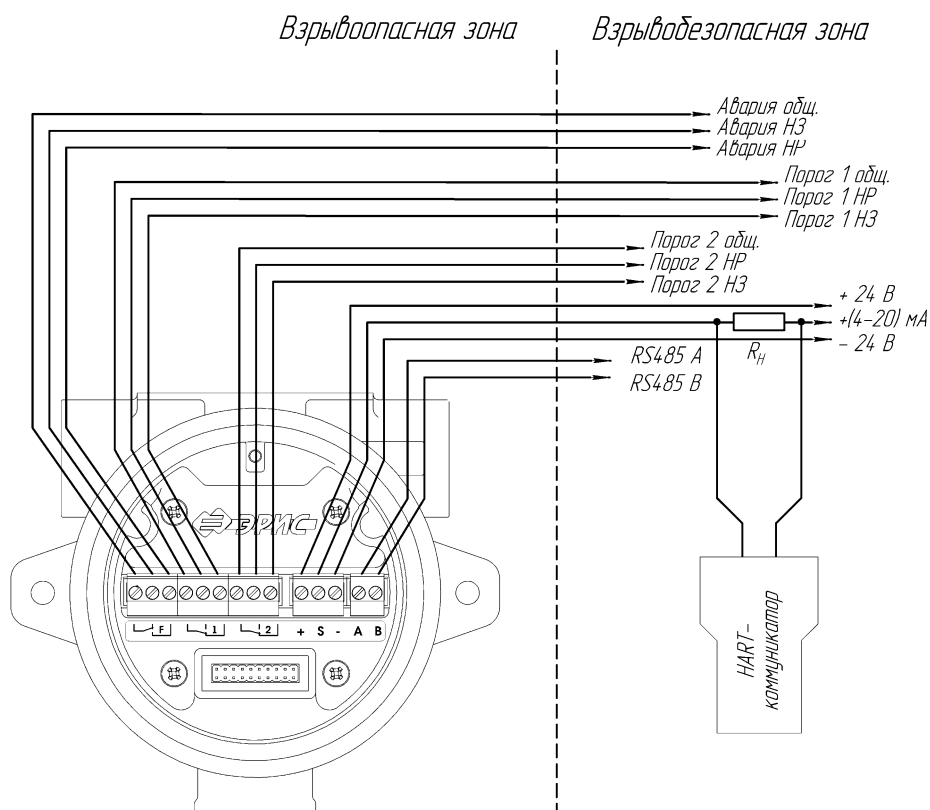 Взрывоопасная зона
Взрывобезопасная зона
Авария общ.
Авария НЗ
Авария НР
Порог 1 общ.
Порог 1 НР
Порог 1 НЗ
Порог 2 общ.
Порог 2 НР
Порог 2 НЗ
+ 24 В
+(4-20) мА
- 24 В
Rн
RS485 A
RS485 B
ЭРИС
F 1 2 + S - A B
HART-
коммуникатор